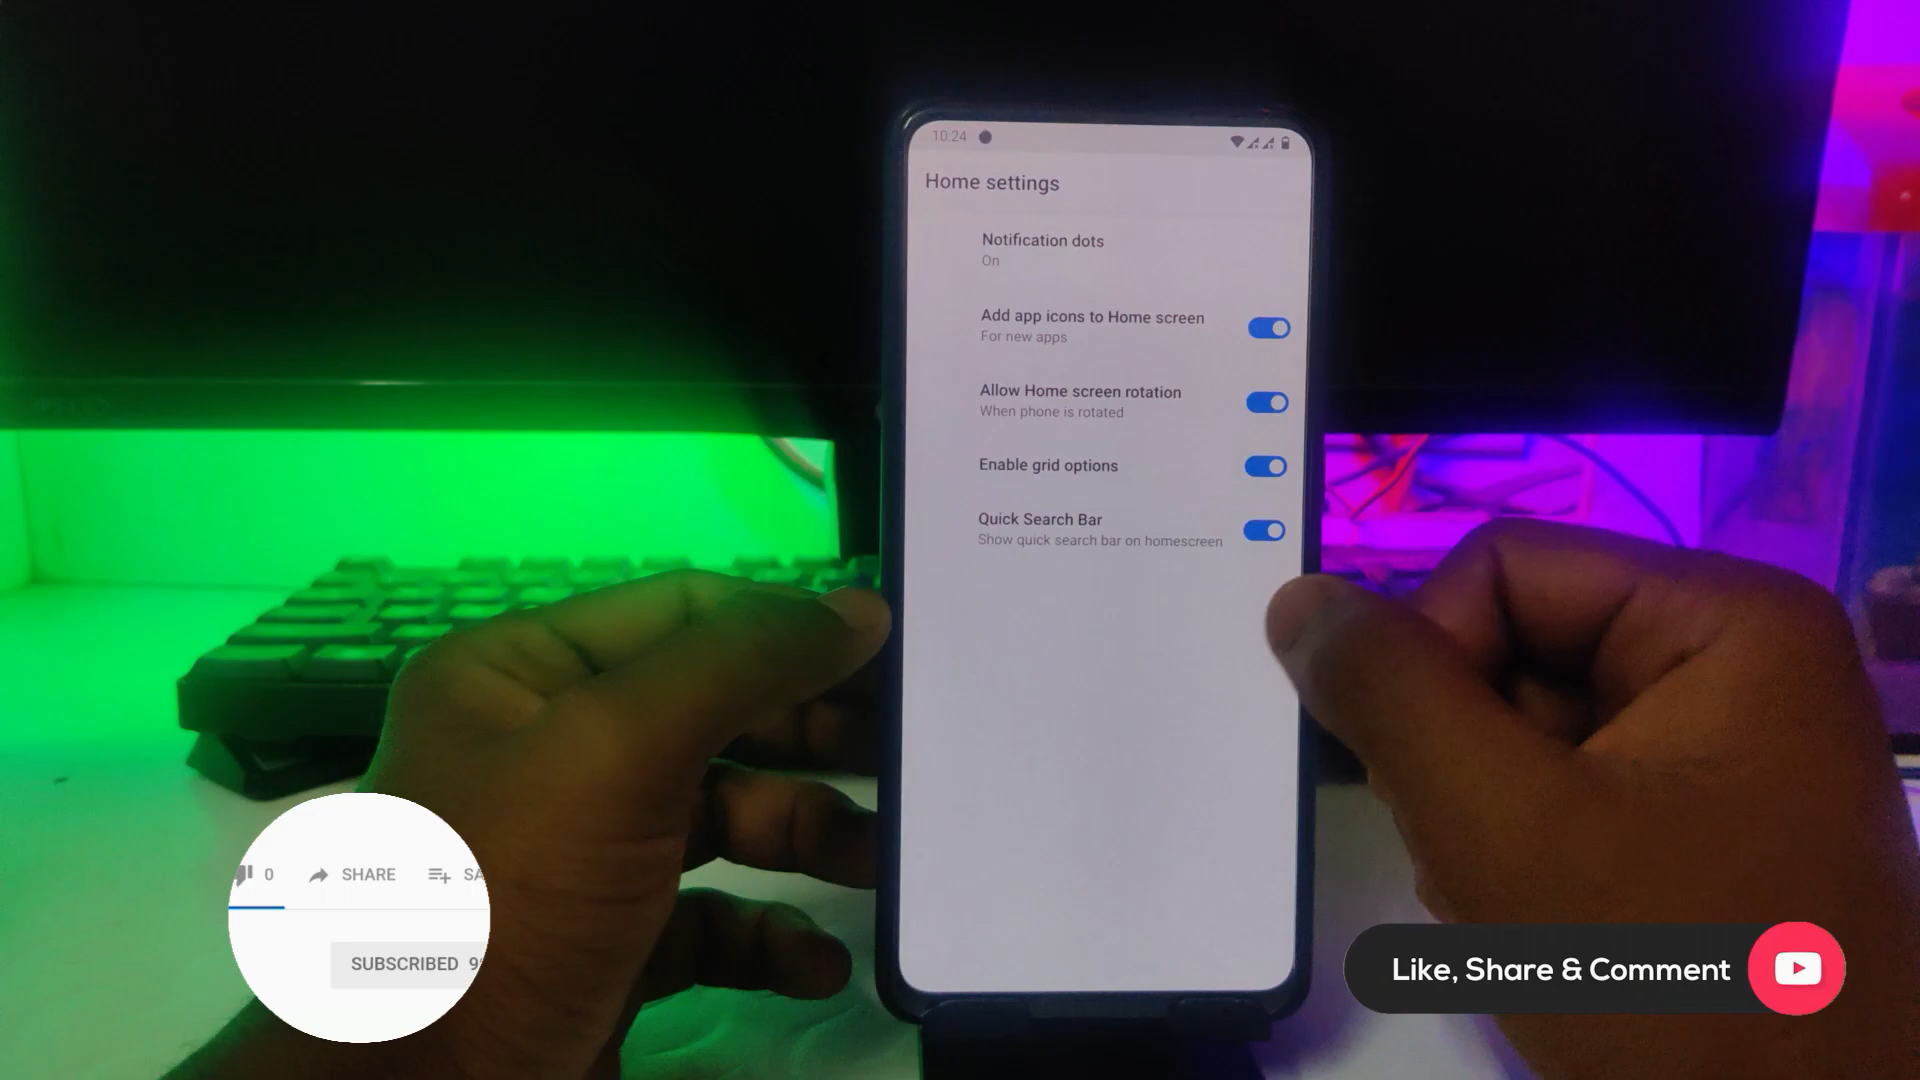 10:24
Home settings
Notification dots
On
Add app icons to Home screen
For new apps
Allow Home screen rotation
When phone is rotated
Enable grid options
Quick Search Bar
Show quick search bar on homescreen
0 SHARE
SUBSCRIBED
Like, Share & Comment